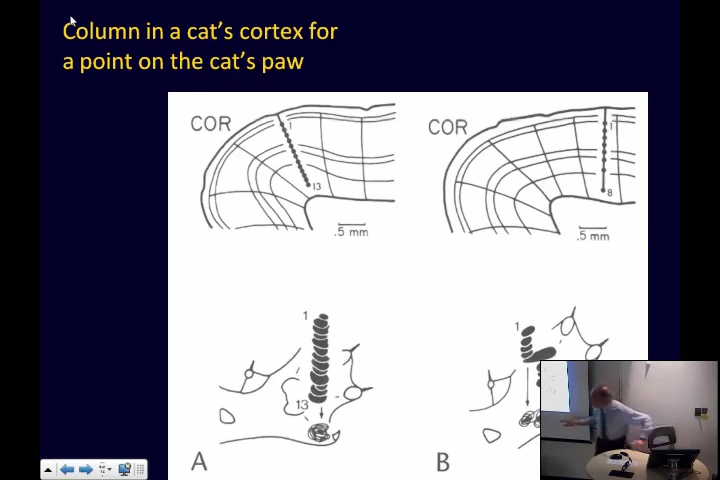 Column in a cat's cortex for
a point on the cat's paw
COR
1
13
.5 mm
COR
1
8
.5 mm
1
13
A
1
B